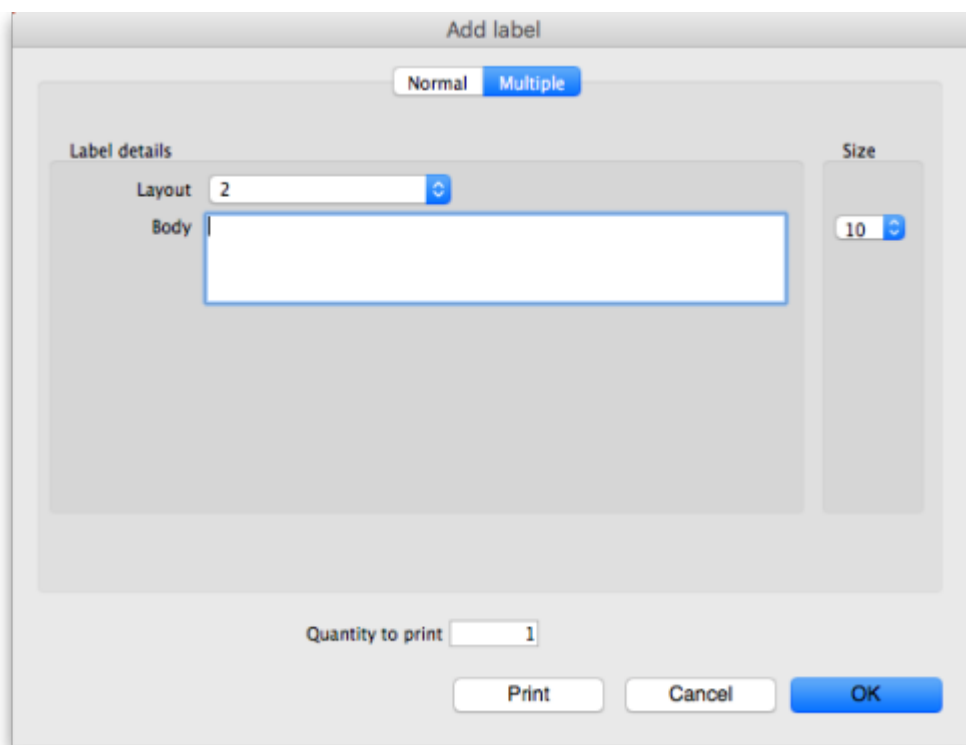 Add label
Normal Multiple
Label details Size
Layout 2
Body 10
Quantity to print 1
Print Cancel OK